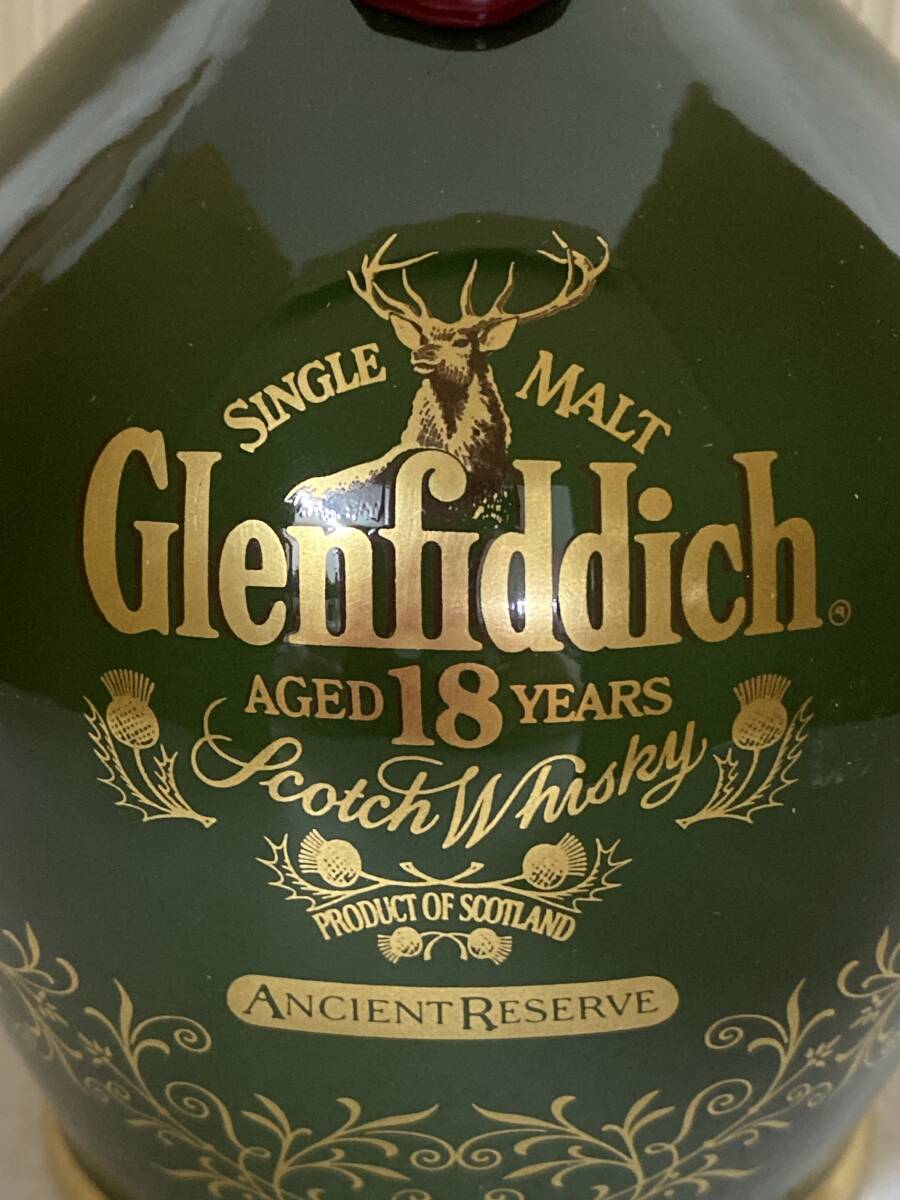 SINGLE MALT
Glenfiddich®
AGED 18 YEARS
Scotch Whisky
PRODUCT OF SCOTLAND
ANCIENT RESERVE